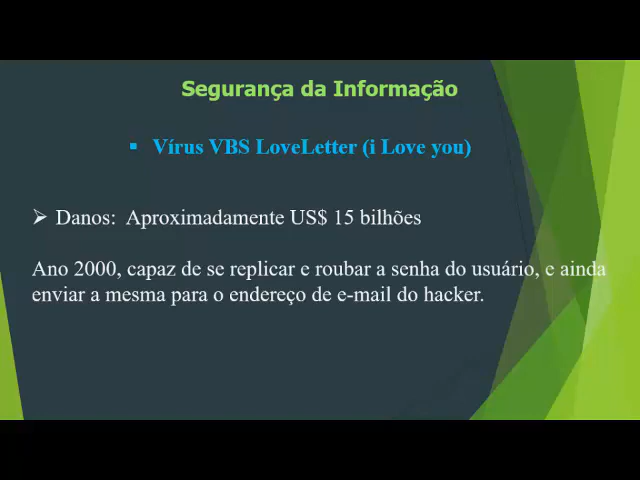 Segurança da Informação
▪ Vírus VBS LoveLetter (i Love you)
➢ Danos: Aproximadamente US$ 15 bilhões
Ano 2000, capaz de se replicar e roubar a senha do usuário, e ainda
enviar a mesma para o endereço de e-mail do hacker.